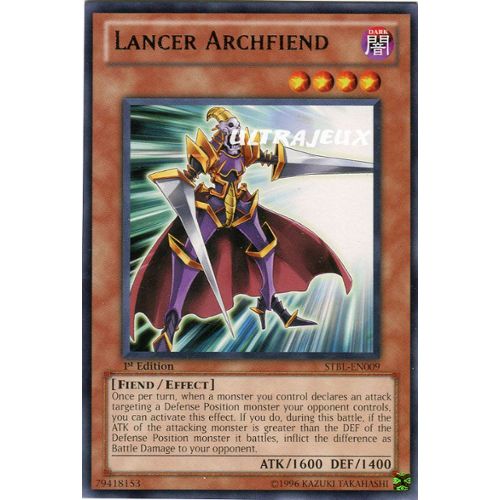 LANCER ARCHFIEND
DARK
闇
ULTRAJEUX
1st Edition
STBL-EN009
[FIEND / EFFECT]
Once per turn, when a monster you control declares an attack
targeting a Defense Position monster your opponent controls,
you can activate this effect. If you do, during this battle, if the
ATK of the attacking monster is greater than the DEF of the
Defense Position monster it battles, inflict the difference as
Battle Damage to your opponent.
ATK/1600 DEF/1400
79418153
©1996 KAZUKI TAKAHASHI